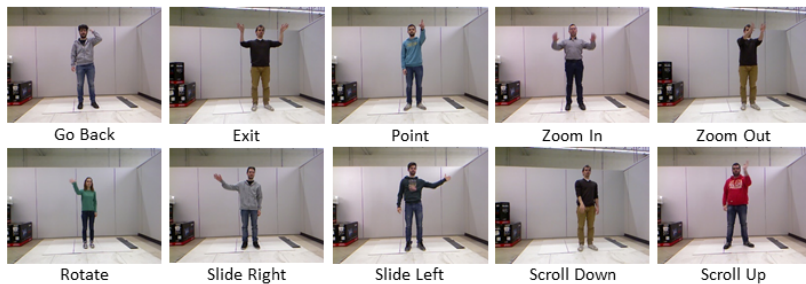 Go Back
Exit
Point
Zoom In
Zoom Out
Rotate
Slide Right
Slide Left
Scroll Down
Scroll Up